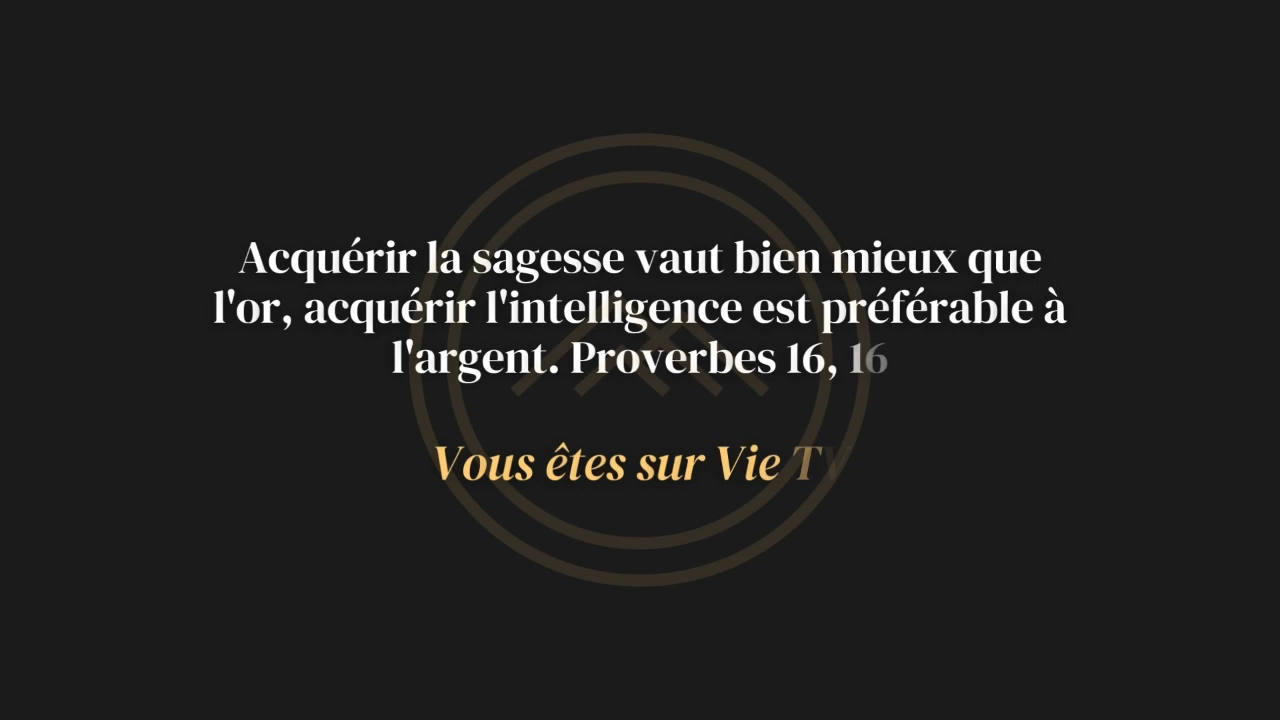 Acquérir la sagesse vaut bien mieux que
l'or, acquérir l'intelligence est préférable à
l'argent. Proverbes 16, 16
Vous êtes sur Vie TV